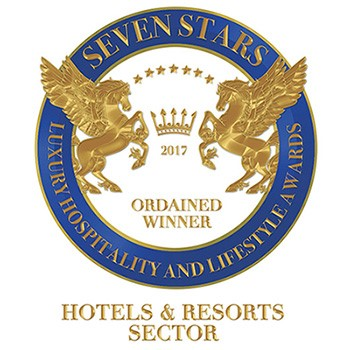 SEVEN STARS
LUXURY HOSPITALITY AND LIFESTYLE AWARDS
2017
ORDAINED
WINNER
HOTELS & RESORTS
SECTOR